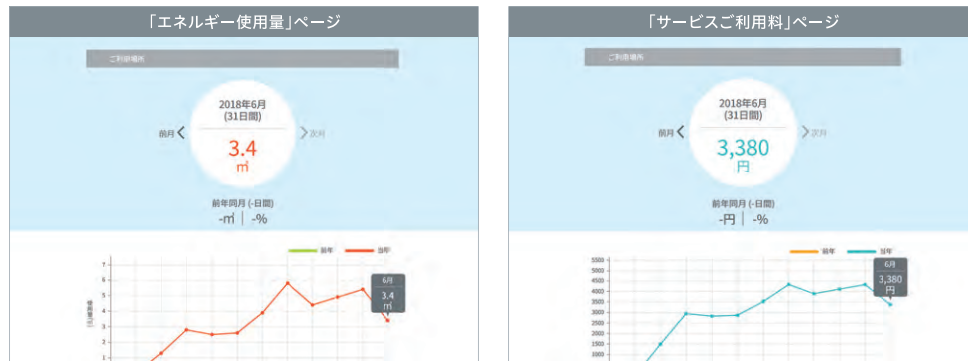 「エネルギー使用量」ページ
ご利用場所
2018年6月
(31日間)
前月
次月
3.4
㎥
前年同月 (-日間)
-㎥ | -%
前年
当年
7
6
5
4
3
2
1
6月
3.4
㎥
「サービスご利用料」ページ
ご利用場所
2018年6月
(31日間)
前月
次月
3,380
円
前年同月 (-日間)
-円 | -%
前年
当年
5500
5000
4500
4000
3500
3000
2500
2000
1500
1000
6月
3,380
円